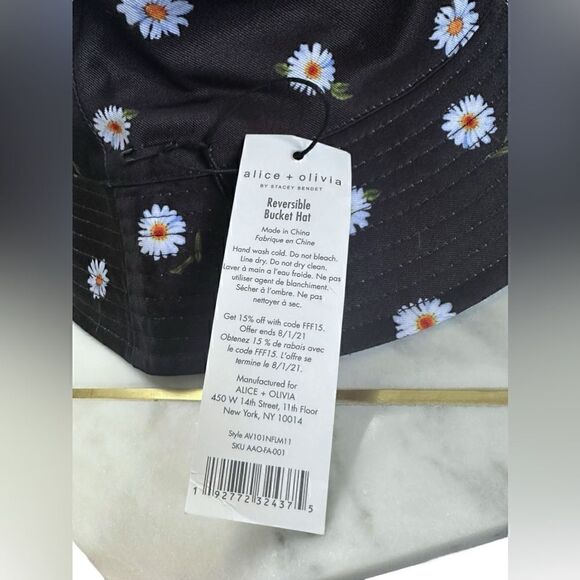 alice + olivia
BY STACEY BENDET
Reversible
Bucket Hat
Made in China
Fabrique en Chine
Hand wash cold. Do not bleach.
Line dry. Do not dry clean.
Laver à main a l'eau froide. Ne pas
utiliser agent de blanchiment.
Sécher à l'ombre. Ne pas
nettoyer à sec.
Get 15% off with code FFF15.
Offer ends 8/1/21
Obtenez 15 % de rabais avec
le code FFF15. L'offre se
termine le 8/1/21.
Manufactured for
ALICE + OLIVIA
450 W 14th Street, 11th Floor
New York, NY 10014
Style AV101NFLM11
SKU AAO-FA-001
1 92772 32437 5